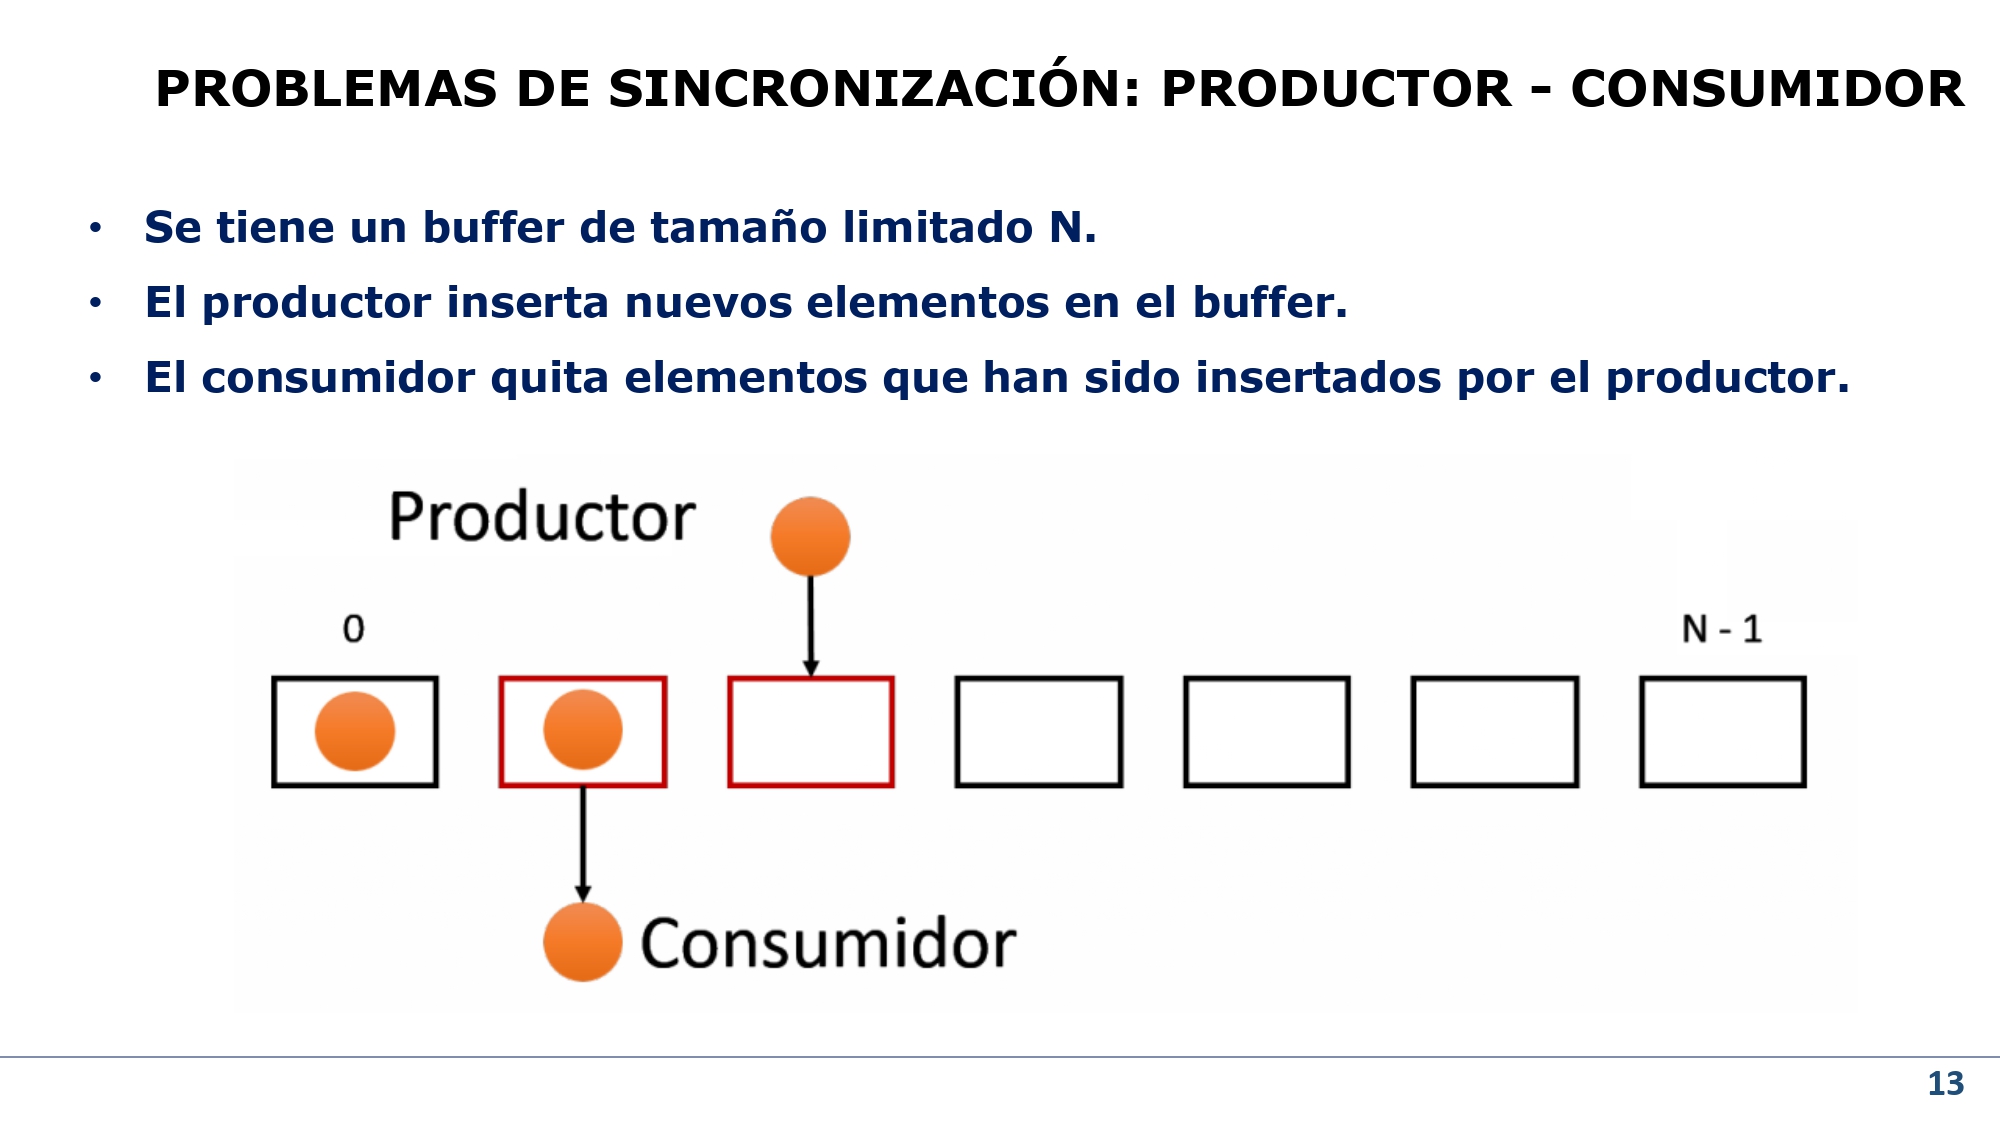 PROBLEMAS DE SINCRONIZACIÓN: PRODUCTOR - CONSUMIDOR
• Se tiene un buffer de tamaño limitado N.
• El productor inserta nuevos elementos en el buffer.
• El consumidor quita elementos que han sido insertados por el productor.
Productor
0
N - 1
Consumidor
13